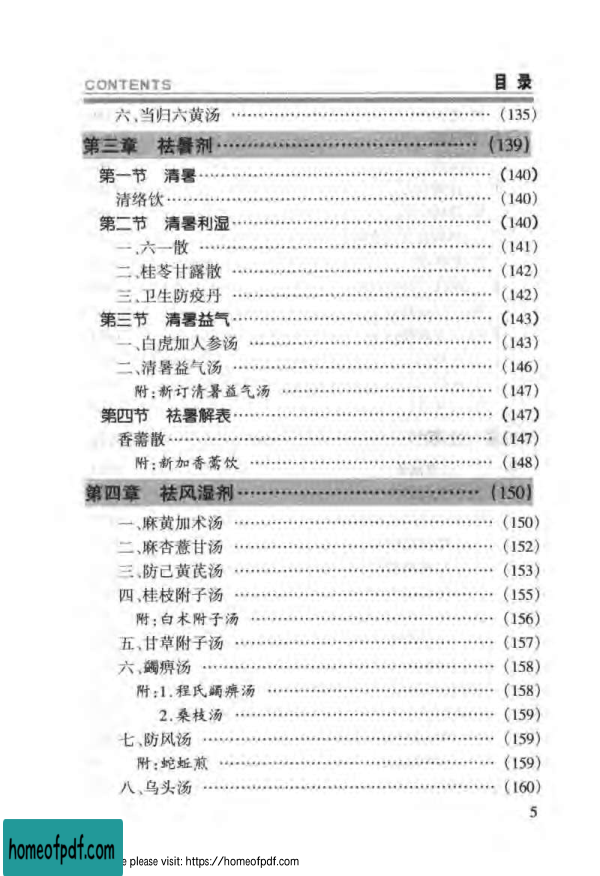 CONTENTS 目 录
六、当归六黄汤 ……………………………… (135)
第三章 祛暑剂 ……………………………… (139)
第一节 清暑 ……………………………… (140)
清络饮 ……………………………… (140)
第二节 清暑利湿 ……………………………… (140)
一、六一散 ……………………………… (141)
二、桂苓甘露散 ……………………………… (142)
三、卫生防疫丹 ……………………………… (142)
第三节 清暑益气 ……………………………… (143)
一、白虎加人参汤 ……………………………… (143)
二、清暑益气汤 ……………………………… (146)
附:新订清暑益气汤 ……………………………… (147)
第四节 祛暑解表 ……………………………… (147)
香薷散 ……………………………… (147)
附:新加香薷饮 ……………………………… (148)
第四章 祛风湿剂 ……………………………… (150)
一、麻黄加术汤 ……………………………… (150)
二、麻杏薏甘汤 ……………………………… (152)
三、防己黄芪汤 ……………………………… (153)
四、桂枝附子汤 ……………………………… (155)
附:白术附子汤 ……………………………… (156)
五、甘草附子汤 ……………………………… (157)
六、蠲痹汤 ……………………………… (158)
附:1.程氏蠲痹汤 ……………………………… (158)
2.桑枝汤 ……………………………… (159)
七、防风汤 ……………………………… (159)
附:蛇蚯煎 ……………………………… (159)
八、乌头汤 ……………………………… (160)
5
homeofpdf.com
e please visit: https://homeofpdf.com